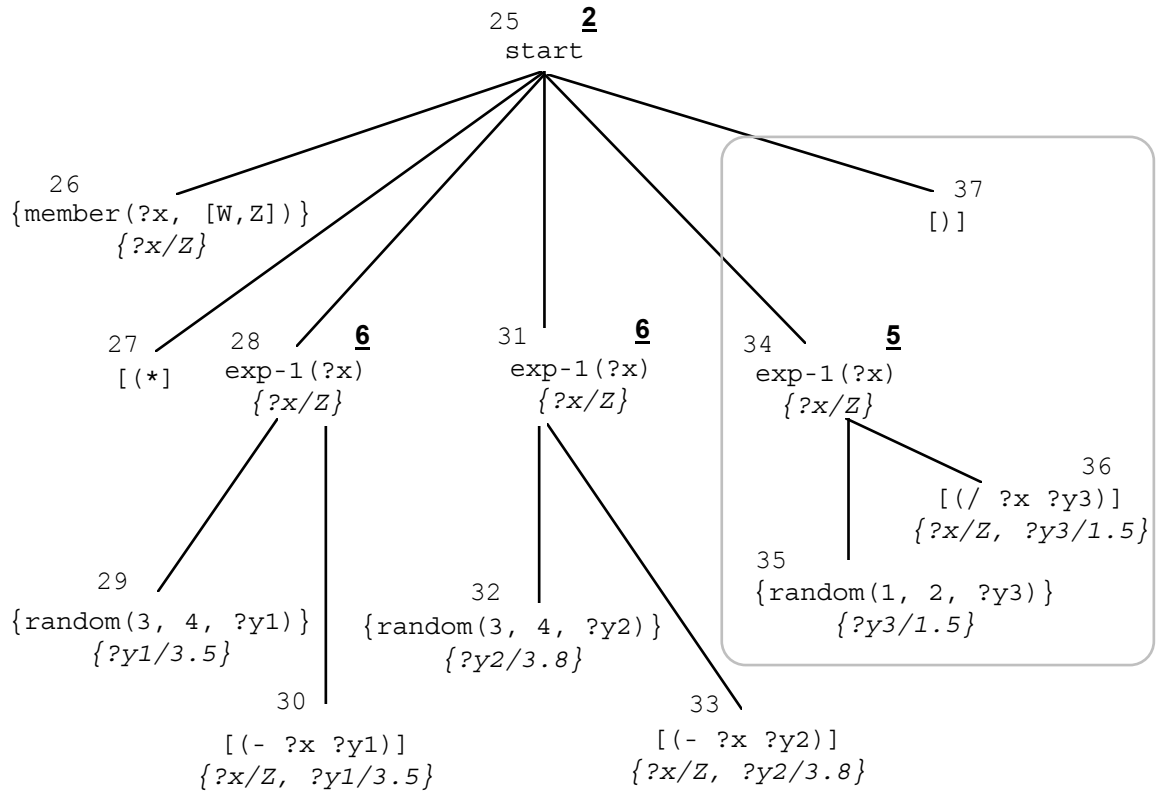 25 2
start
26
{member(?x, [W,Z])}
{?x/Z}
37
[)]
27
[(*]
28 6
exp-1(?x)
{?x/Z}
31 6
exp-1(?x)
{?x/Z}
34 5
exp-1(?x)
{?x/Z}
36
[(/ ?x ?y3)]
{?x/Z, ?y3/1.5}
29
{random(3, 4, ?y1)}
{?y1/3.5}
32
{random(3, 4, ?y2)}
{?y2/3.8}
35
{random(1, 2, ?y3)}
{?y3/1.5}
30
[(- ?x ?y1)]
{?x/Z, ?y1/3.5}
33
[(- ?x ?y2)]
{?x/Z, ?y2/3.8}